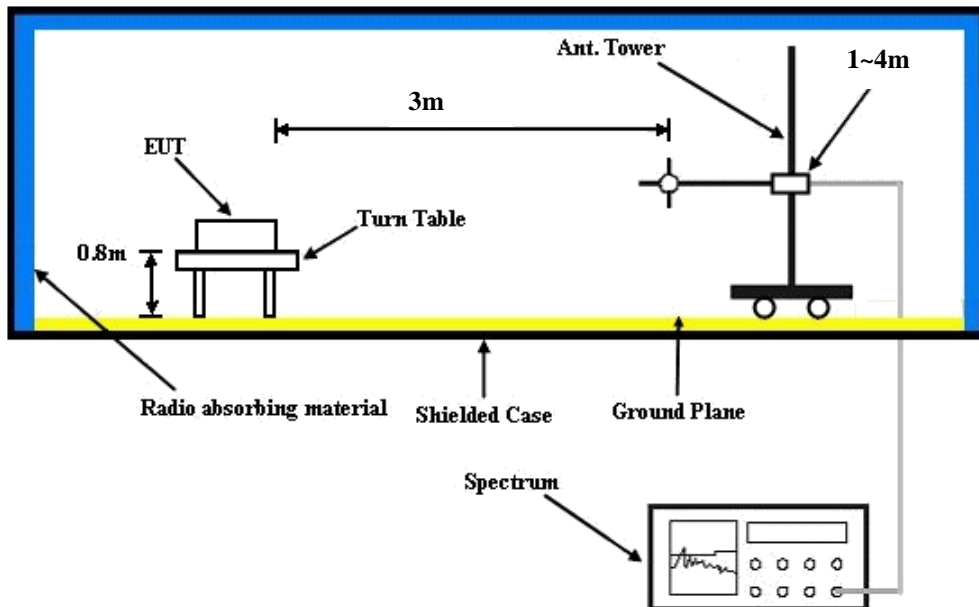 Ant. Tower
1~4m
3m
EUT
Turn Table
0.8m
Radio absorbing material
Shielded Case
Ground Plane
Spectrum